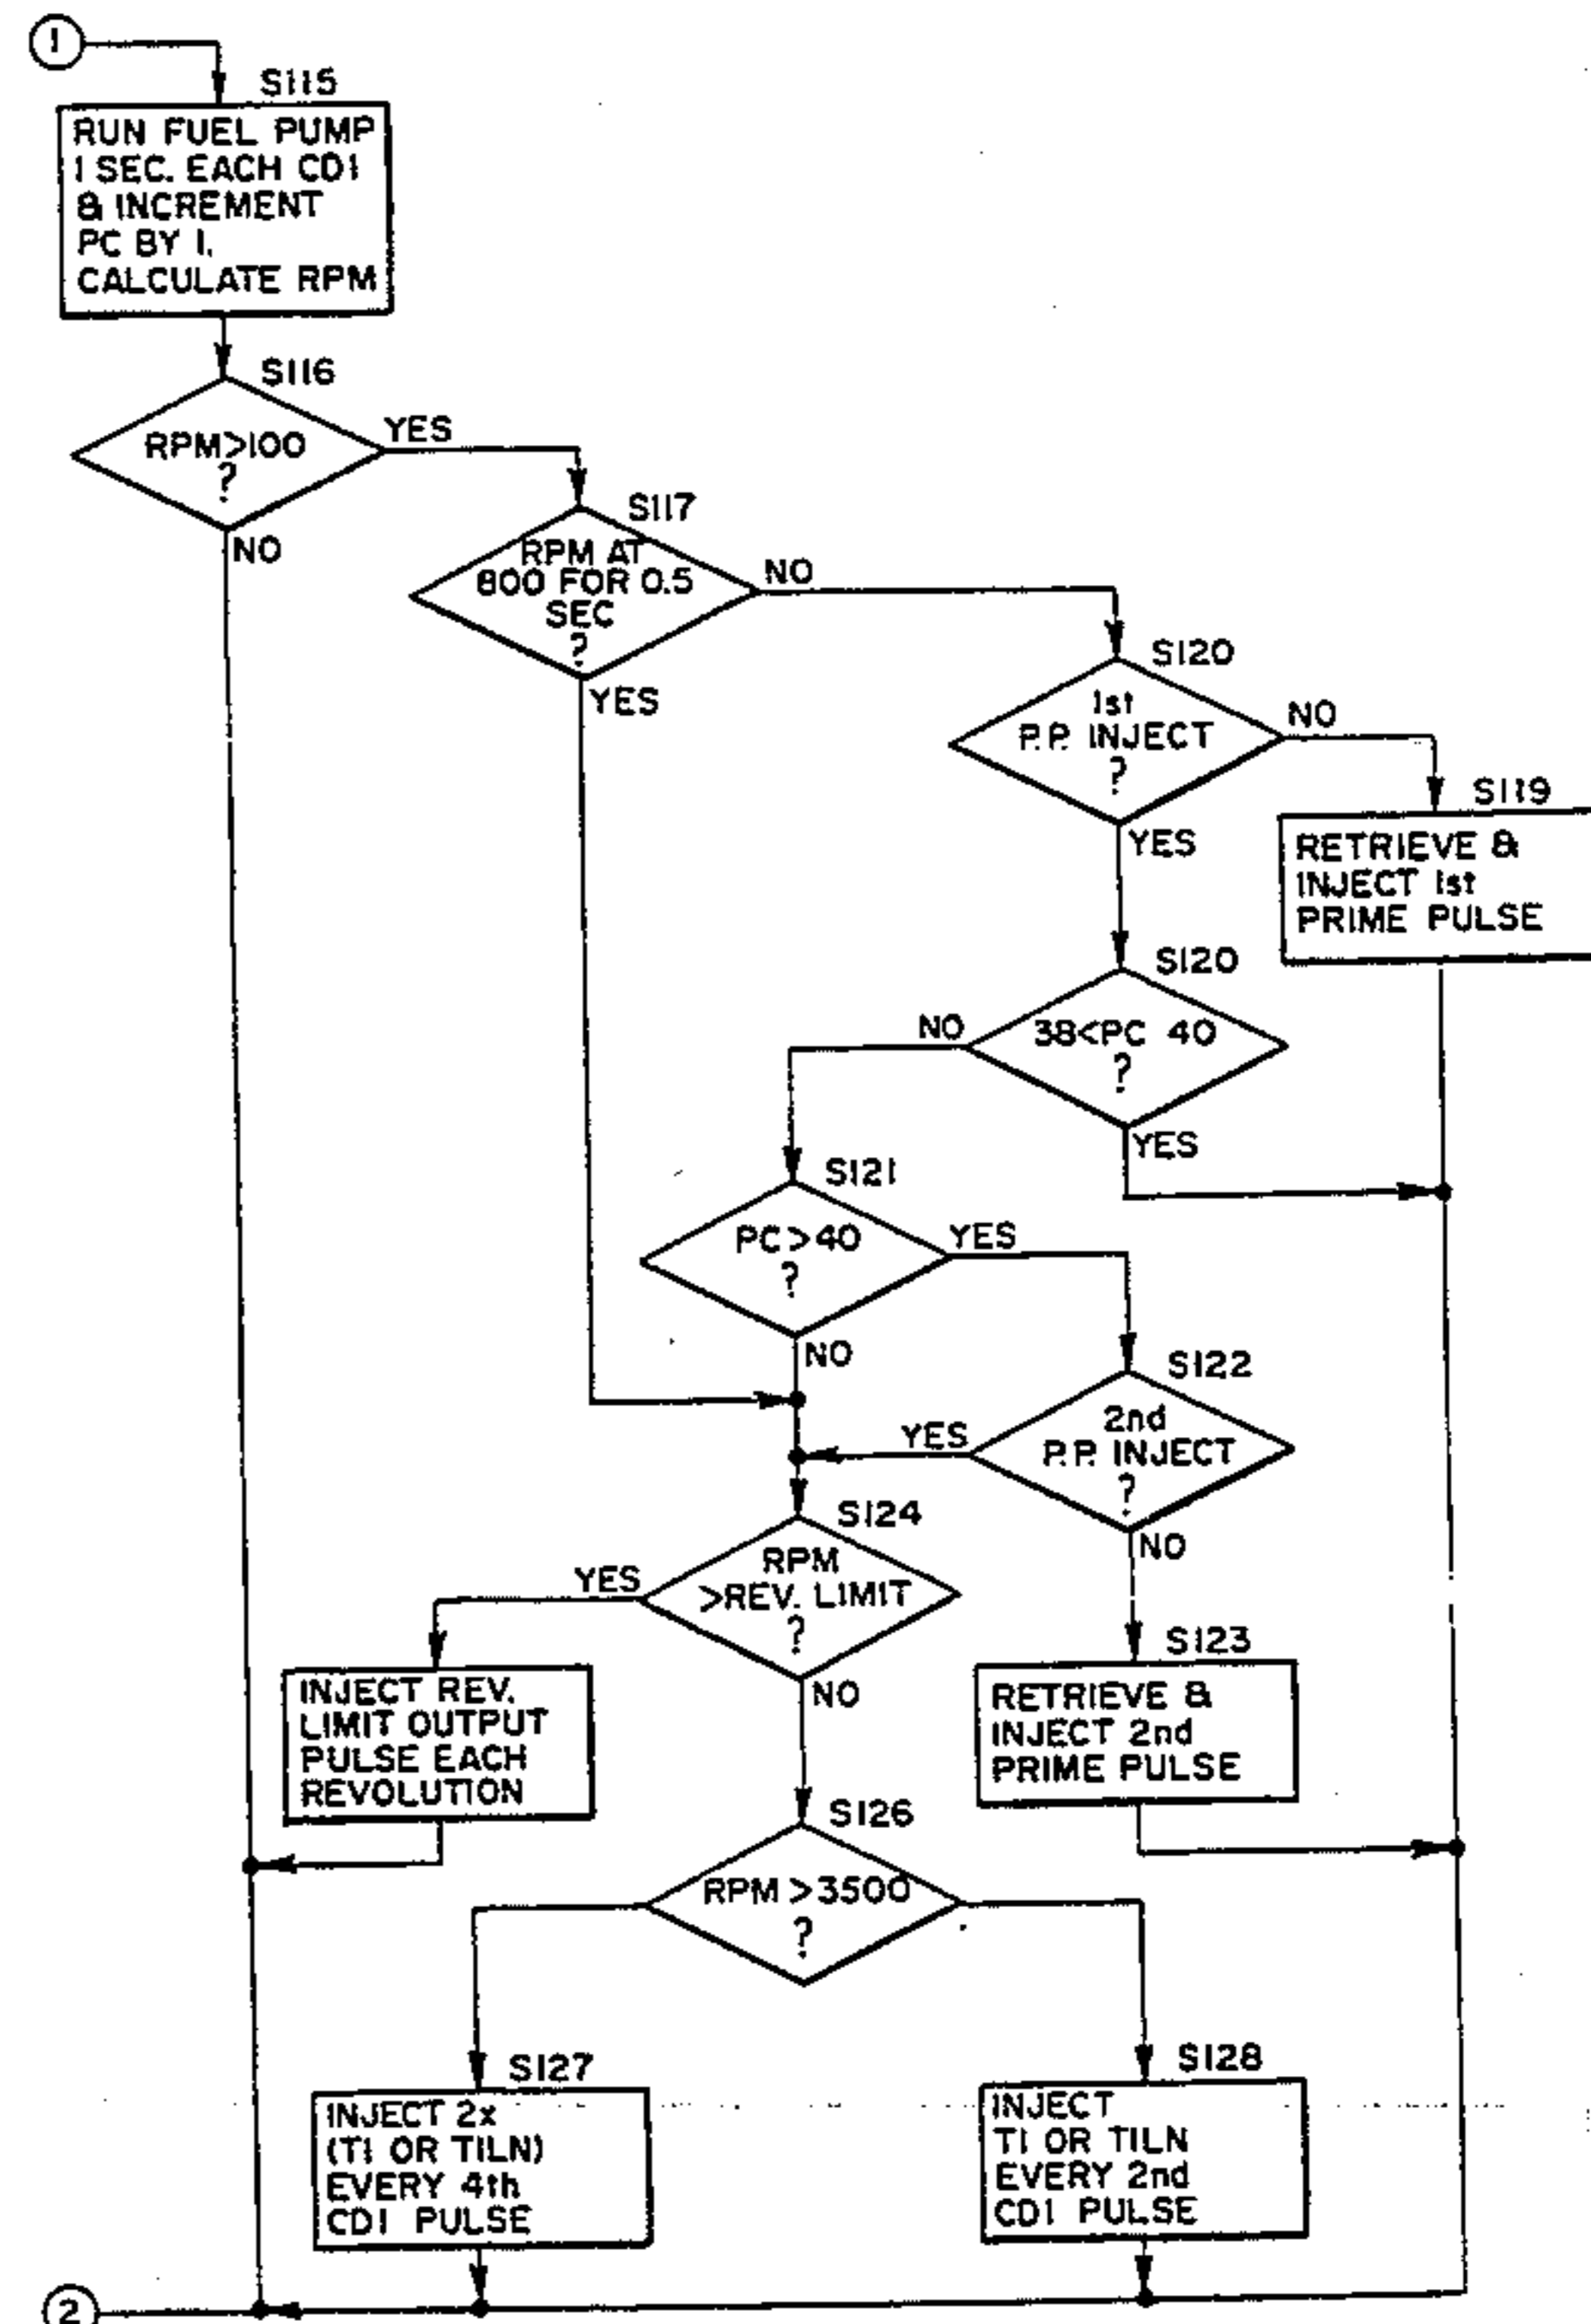 1
S115
RUN FUEL PUMP
1 SEC. EACH CDI
& INCREMENT
PC BY 1.
CALCULATE RPM
S116
RPM>100
?
YES
NO
S117
RPM AT
800 FOR 0.5
SEC
?
NO
YES
S120
1st
P.P. INJECT
?
NO
YES
S119
RETRIEVE &
INJECT 1st
PRIME PULSE
S120
38<PC 40
?
NO
YES
S121
PC>40
?
YES
NO
S122
2nd
P.P. INJECT
?
YES
NO
S124
RPM
>REV. LIMIT
?
YES
NO
INJECT REV.
LIMIT OUTPUT
PULSE EACH
REVOLUTION
S123
RETRIEVE &
INJECT 2nd
PRIME PULSE
S126
RPM >3500
?
S127
INJECT 2x
(TI OR TILN)
EVERY 4th
CDI PULSE
S128
INJECT
TI OR TILN
EVERY 2nd
CDI PULSE
2